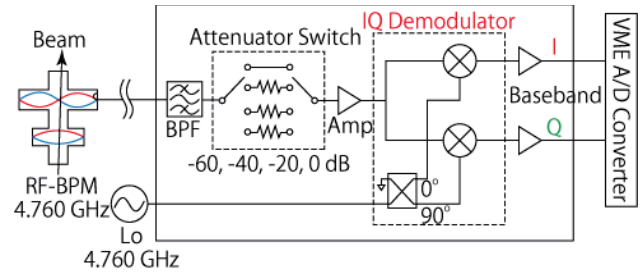 Beam
RF-BPM
4.760 GHz
BPF
Attenuator Switch
-60, -40, -20, 0 dB
Amp
IQ Demodulator
0°
90°
I
Baseband
Q
VME A/D Converter
Lo
4.760 GHz